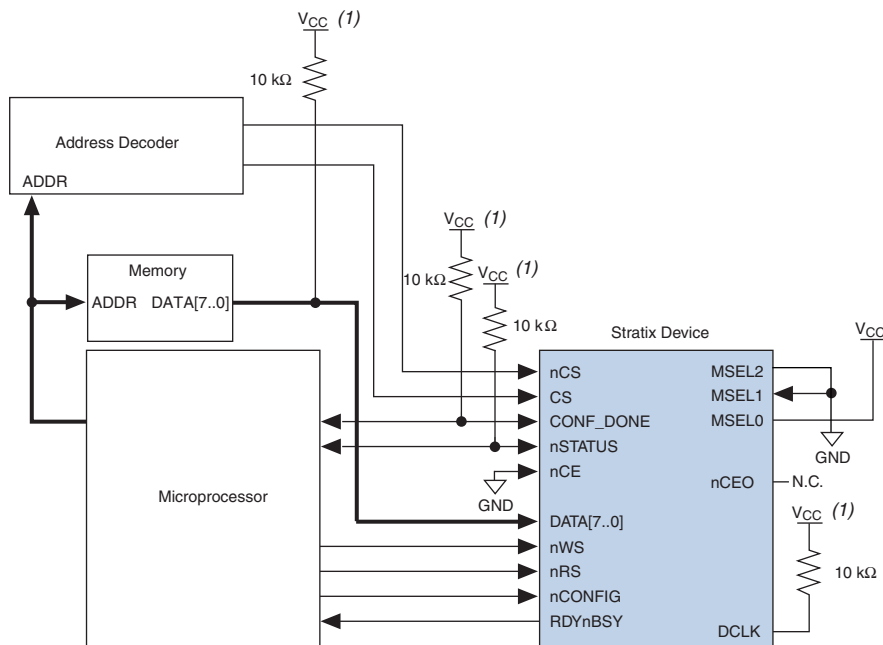 VCC (1)
10 kΩ
Address Decoder
ADDR
VCC (1)
10 kΩ
VCC (1)
10 kΩ
Memory
ADDR DATA[7..0]
Stratix Device
VCC
nCS
CS
CONF_DONE
nSTATUS
nCE
GND
DATA[7..0]
nWS
nRS
nCONFIG
RDYnBSY
MSEL2
MSEL1
MSEL0
GND
nCEO
N.C.
VCC (1)
10 kΩ
DCLK
Microprocessor